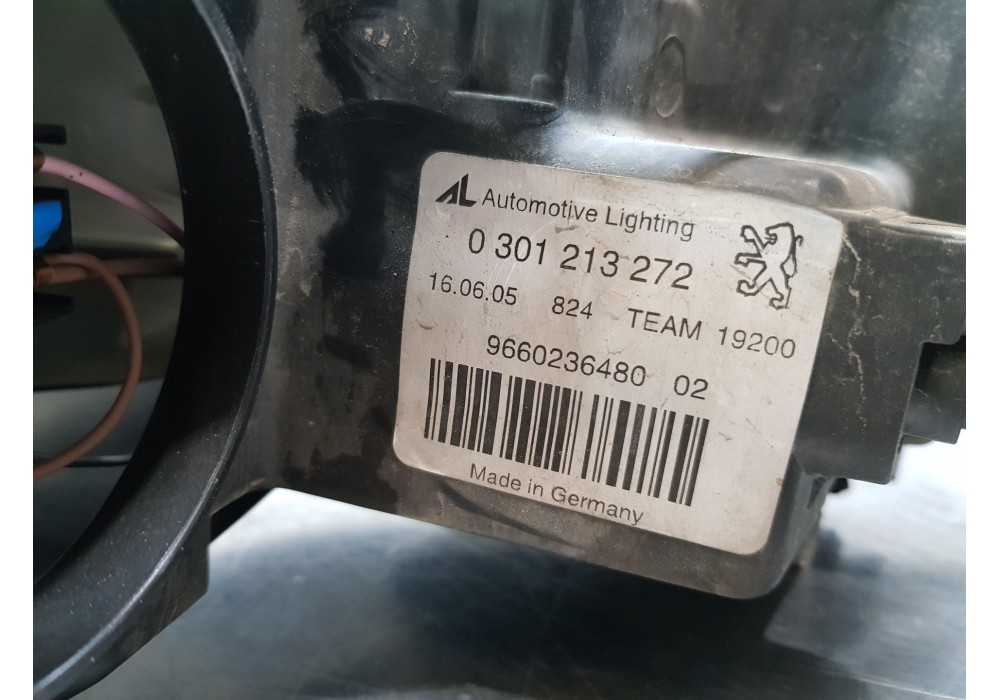 AL Automotive Lighting
0 301 213 272
16.06.05 824 TEAM 19200
9660236480 02
Made in Germany